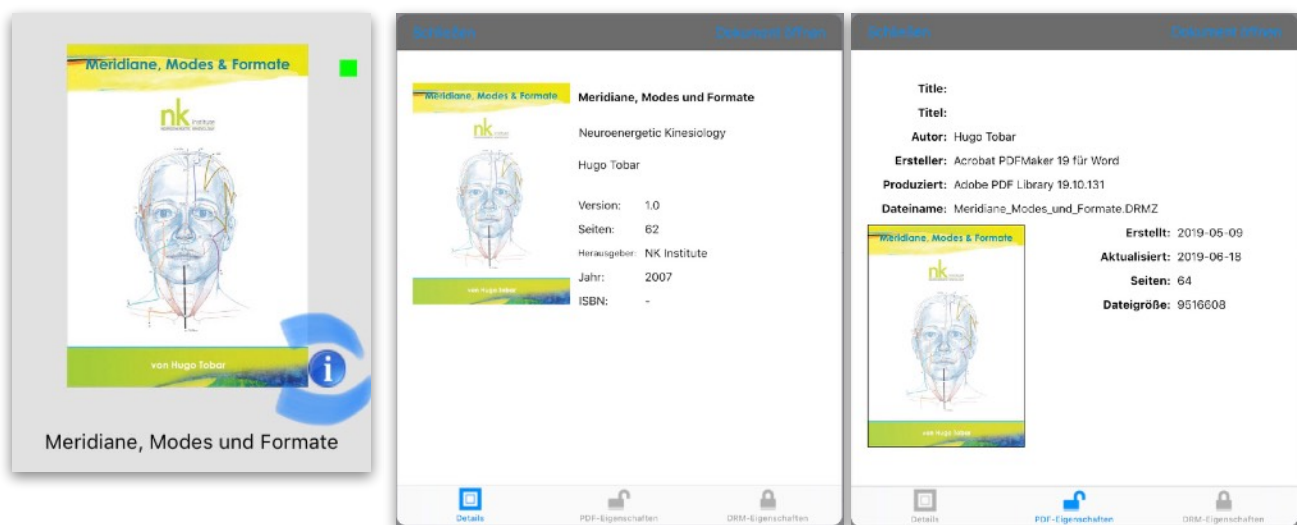 Meridiane, Modes & Formate
nk institute
NEUROENERGETIC KINESIOLOGY
von Hugo Tobar
i
Meridiane, Modes und Formate
Schließen
Dokument öffnen
Meridiane, Modes & Formate
nk
von Hugo Tobar
Meridiane, Modes und Formate
Neuroenergetic Kinesiology
Hugo Tobar
Version: 1.0
Seiten: 62
Herausgeber: NK Institute
Jahr: 2007
ISBN: -
Details
PDF-Eigenschaften
DRM-Eigenschaften
Schließen
Dokument öffnen
Title:
Titel:
Autor: Hugo Tobar
Ersteller: Acrobat PDFMaker 19 für Word
Produziert: Adobe PDF Library 19.10.131
Dateiname: Meridiane_Modes_und_Formate.DRMZ
Meridiane, Modes & Formate
nk
von Hugo Tobar
Erstellt: 2019-05-09
Aktualisiert: 2019-06-18
Seiten: 64
Dateigröße: 9516608
Details
PDF-Eigenschaften
DRM-Eigenschaften